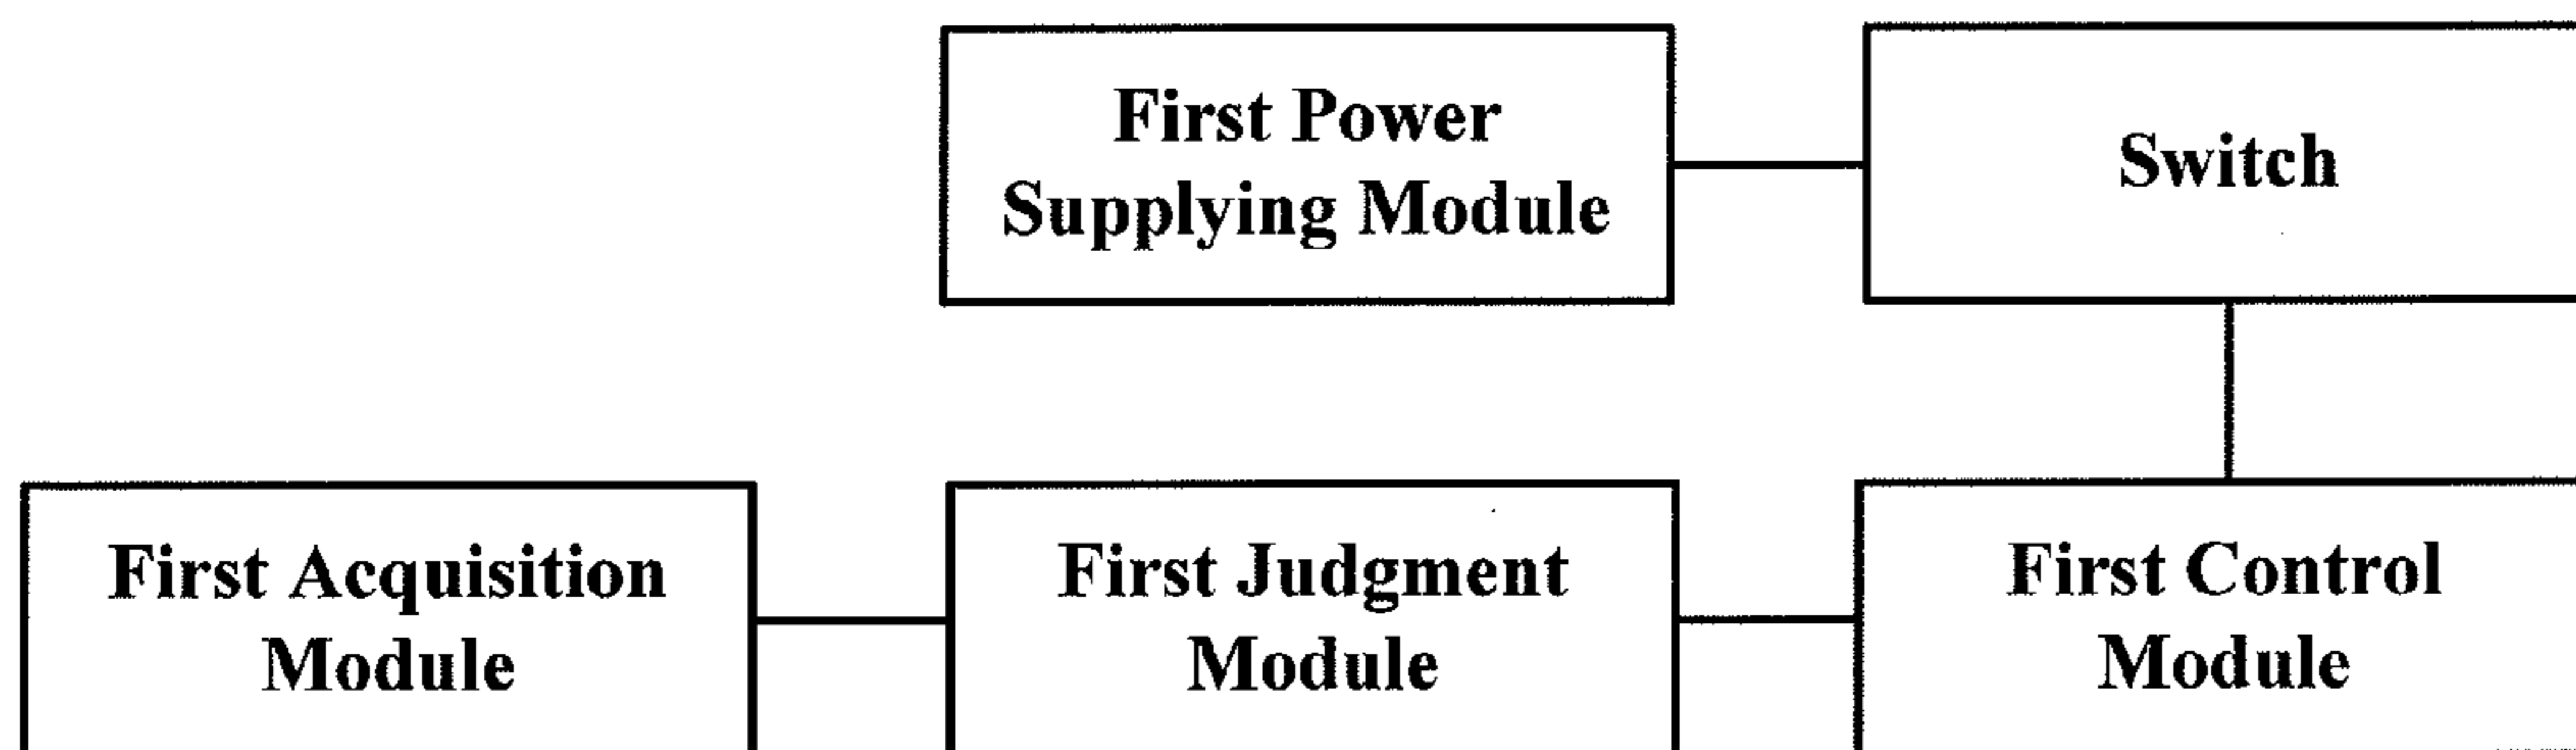 First Power
Supplying Module
Switch
First Acquisition
Module
First Judgment
Module
First Control
Module